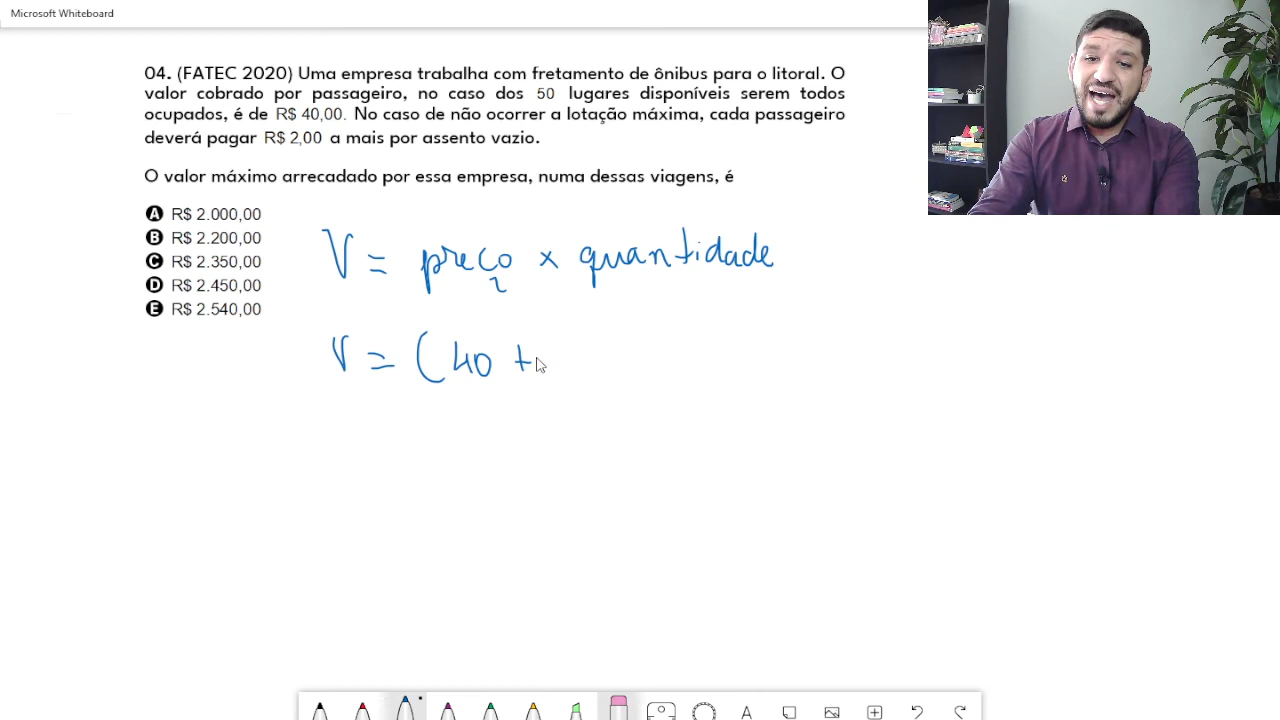 Microsoft Whiteboard
04. (FATEC 2020) Uma empresa trabalha com fretamento de ônibus para o litoral. O
valor cobrado por passageiro, no caso dos 50 lugares disponíveis serem todos
ocupados, é de R$ 40,00. No caso de não ocorrer a lotação máxima, cada passageiro
deverá pagar R$ 2,00 a mais por assento vazio.
O valor máximo arrecadado por essa empresa, numa dessas viagens, é
A R$ 2.000,00
B R$ 2.200,00
C R$ 2.350,00
D R$ 2.450,00
E R$ 2.540,00
V = preço x quantidade
V = (40 +
A